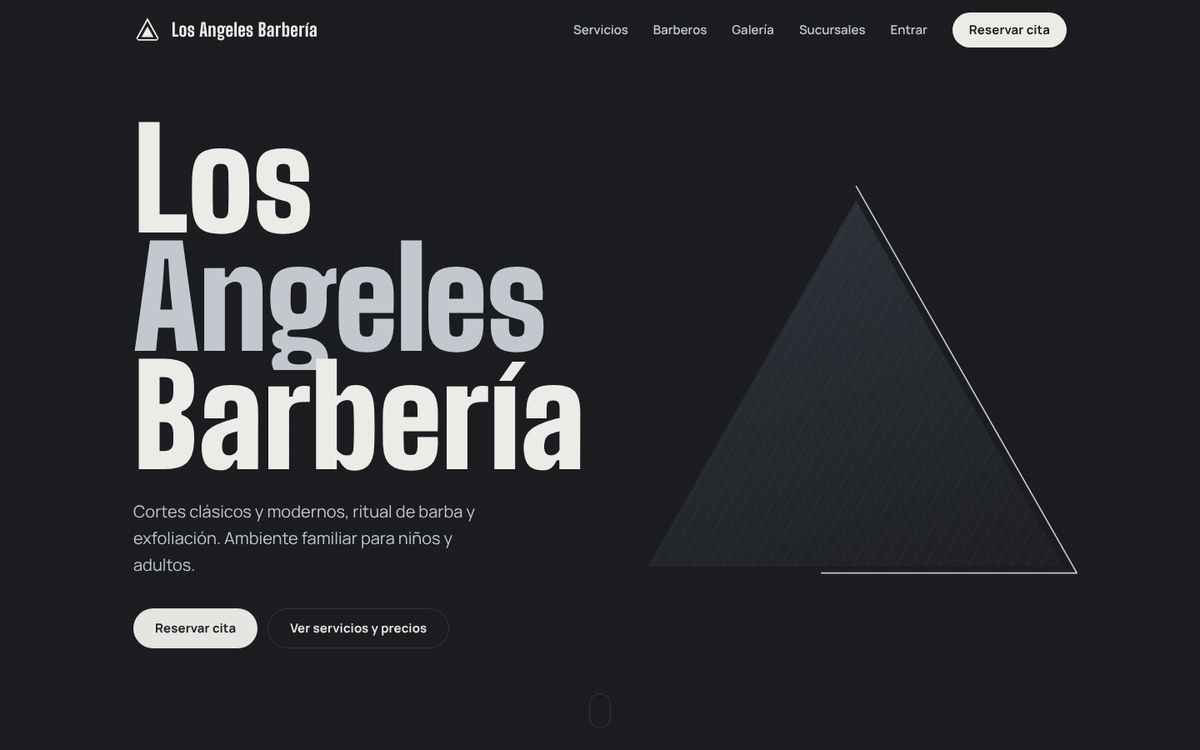 Los Angeles Barbería
Servicios
Barberos
Galería
Sucursales
Entrar
Reservar cita
Los
Angeles
Barbería
Cortes clásicos y modernos, ritual de barba y
exfoliación. Ambiente familiar para niños y
adultos.
Reservar cita
Ver servicios y precios